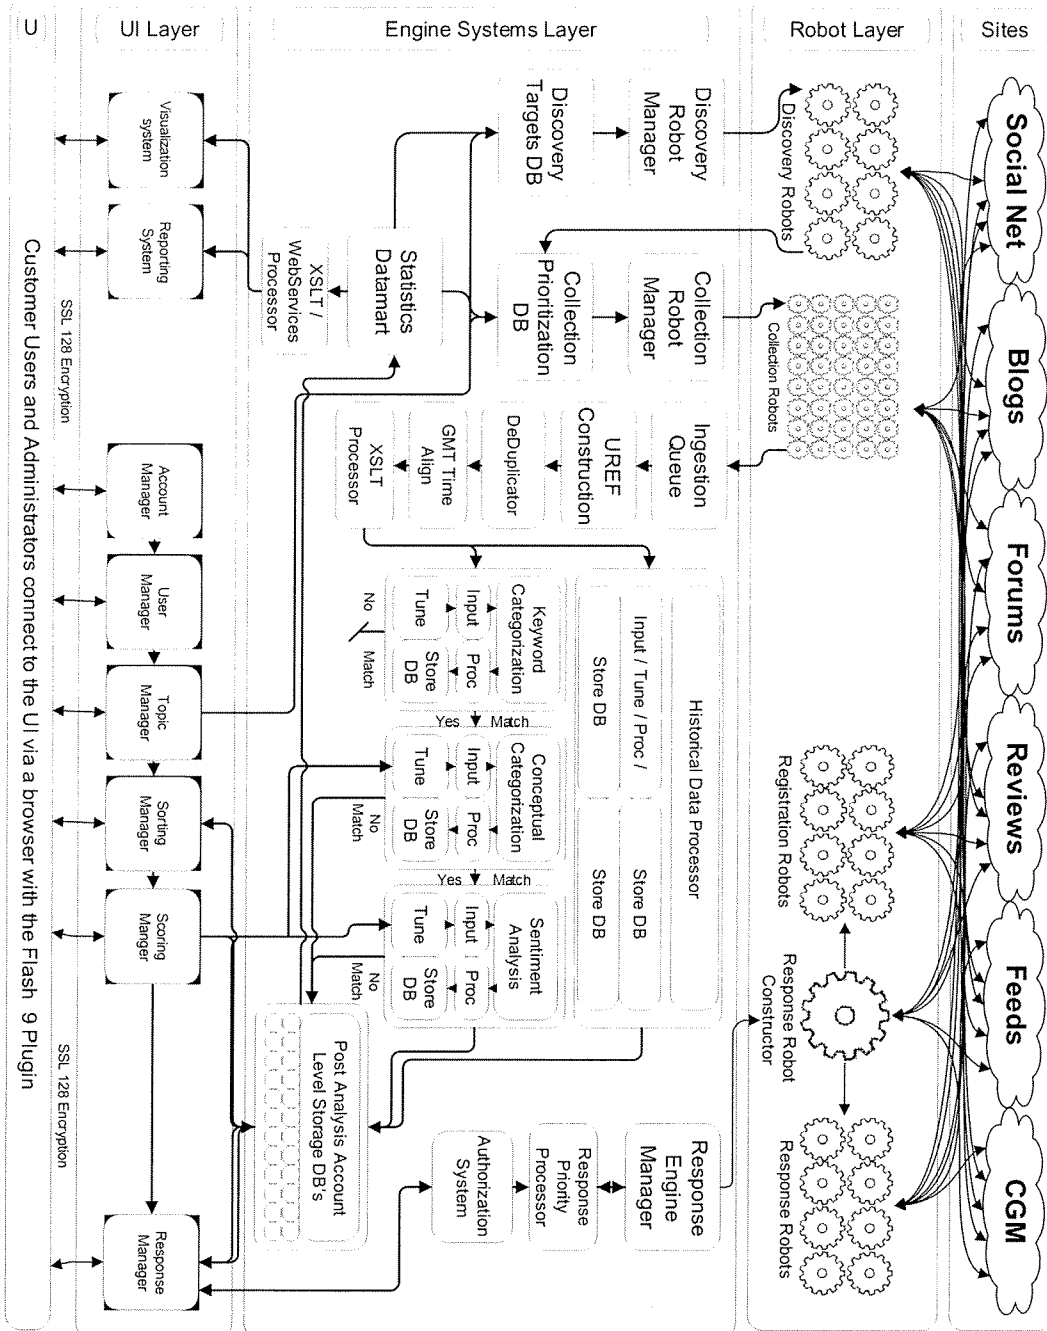 U
UI Layer
Engine Systems Layer
Robot Layer
Sites
Social Net
Blogs
Forums
Reviews
Feeds
CGM
Discovery Robots
Collection Robots
Registration Robots
Response Robot
Constructor
Response Robots
Discovery
Robot
Manager
Discovery
Targets DB
Collection
Robot
Manager
Collection
Prioritization
DB
Statistics
Datamart
XSLT /
WebServices
Processor
Ingestion
Queue
UREF
Construction
DeDuplicator
GMT Time
Align
XSLT
Processor
Historical Data Processor
Input / Tune / Proc /
Store DB
Store DB
Store DB
Keyword
Categorization
Input
Proc
Tune
Store
DB
No
Match
Yes
Match
Conceptual
Categorization
Input
Proc
Tune
Store
DB
No
Match
Yes
Match
Sentiment
Analysis
Input
Proc
Tune
Store
DB
No
Match
Post Analysis Account
Level Storage DB's
Response
Engine
Manager
Response
Priority
Processor
Authorization
System
Visualization
system
Reporting
System
Account
Manager
User
Manager
Topic
Manager
Sorting
Manager
Scoring
Manger
Response
Manager
SSL 128 Encryption
SSL 128 Encryption
Customer Users and Administrators connect to the UI via a browser with the Flash 9 Plugin